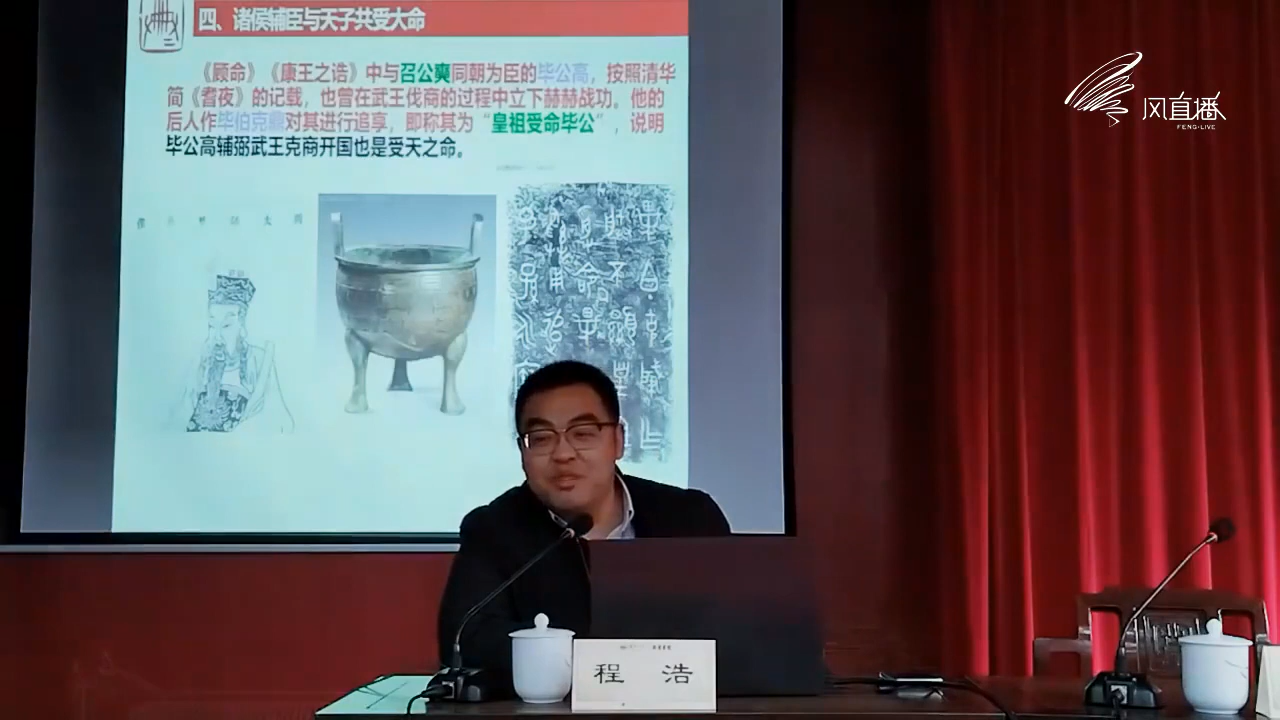 四、诸侯辅臣与天子共受大命
《顾命》《康王之诰》中与召公奭同朝为臣的毕公高，按照清华
简《耆夜》的记载，也曾在武王伐商的过程中立下赫赫战功。他的
后人作毕伯克鼎对其进行追享，即称其为“皇祖受命毕公”，说明
毕公高辅弼武王克商开国也是受天之命。
风直播
FENG·LIVE
程 浩